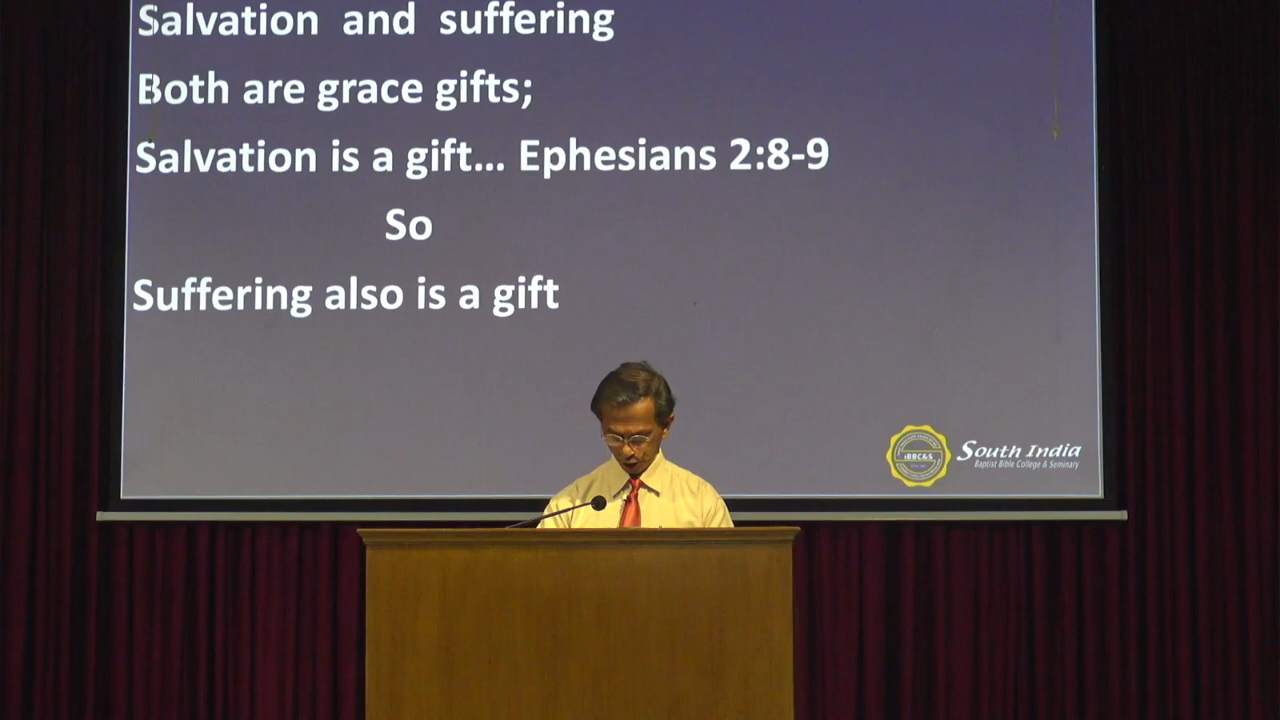 Salvation and suffering
Both are grace gifts;
Salvation is a gift... Ephesians 2:8-9
So
Suffering also is a gift
iBBC&S
South India
Baptist Bible College & Seminary